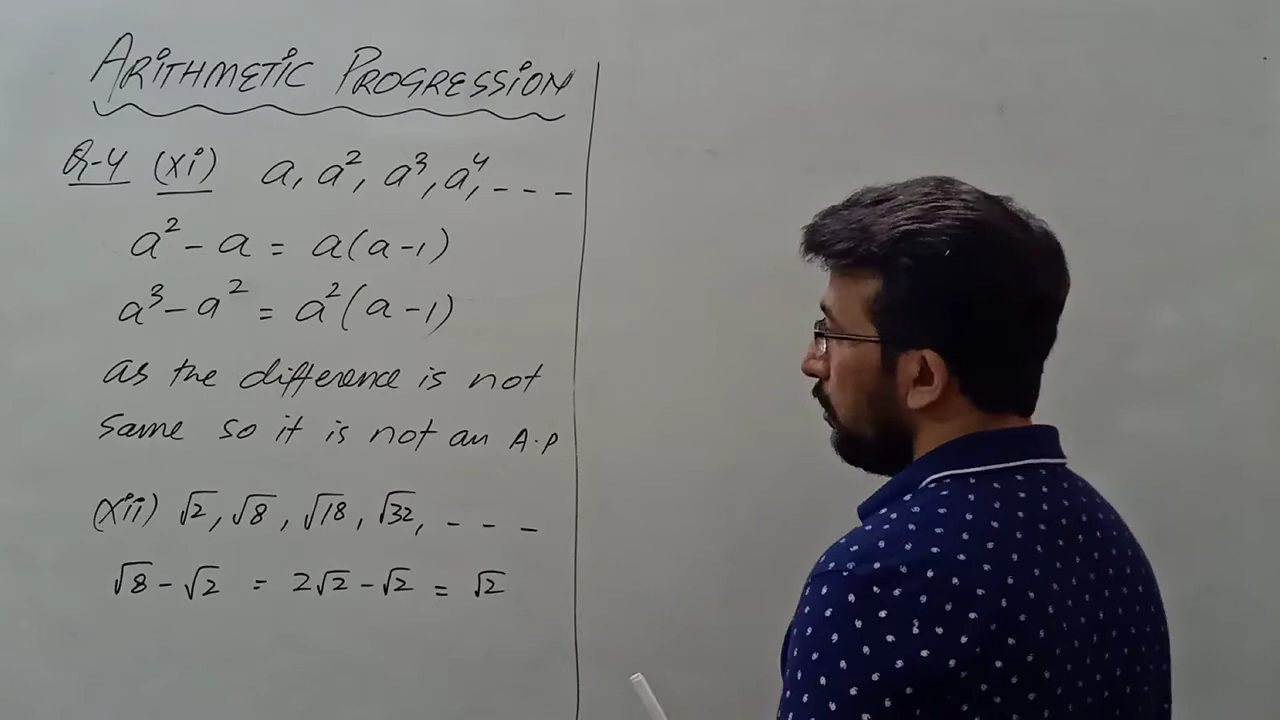 ARITHMETIC PROGRESSION
Q-4 (xi) a, a², a³, a⁴, - - -
a² - a = a(a-1)
a³ - a² = a²(a-1)
as the difference is not
same so it is not an A.P
(xii) √2, √8, √18, √32, - - -
√8 - √2 = 2√2 - √2 = √2